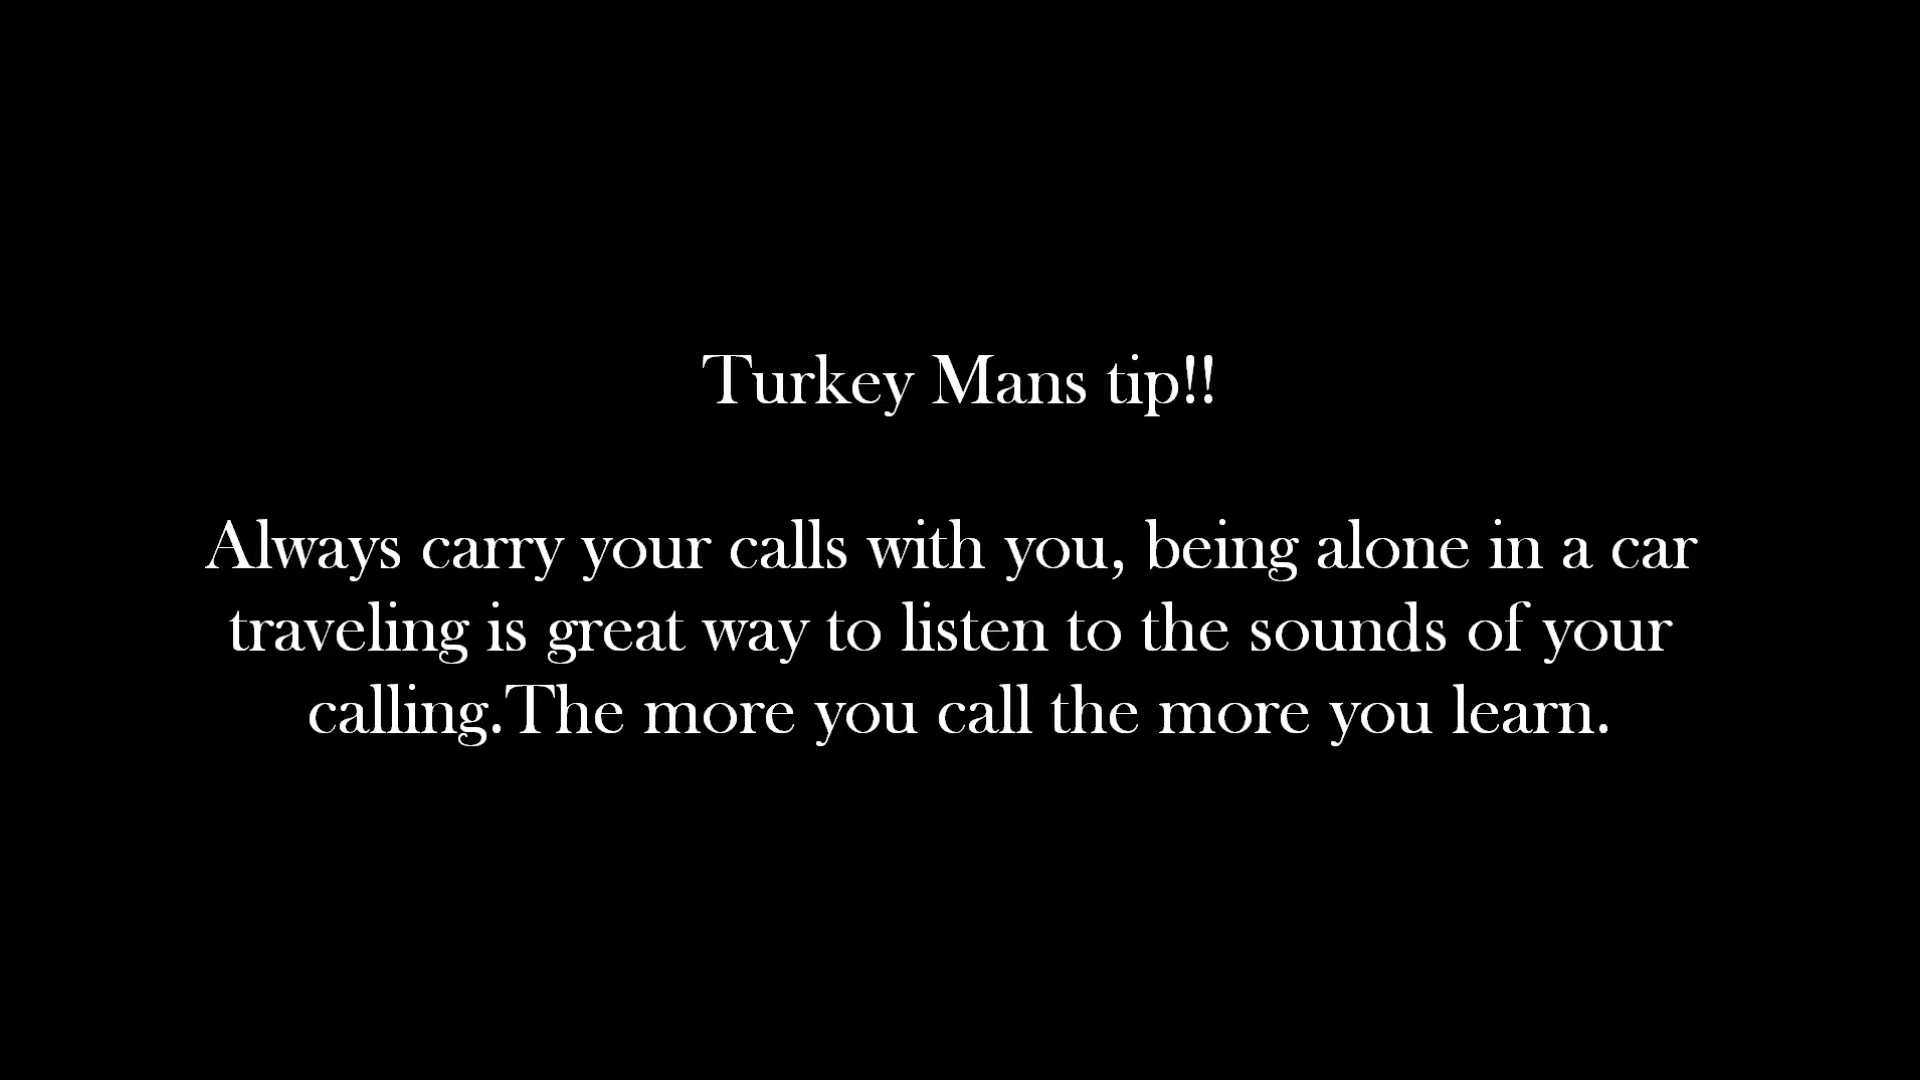 Turkey Mans tip!!
Always carry your calls with you, being alone in a car
traveling is great way to listen to the sounds of your
calling.The more you call the more you learn.